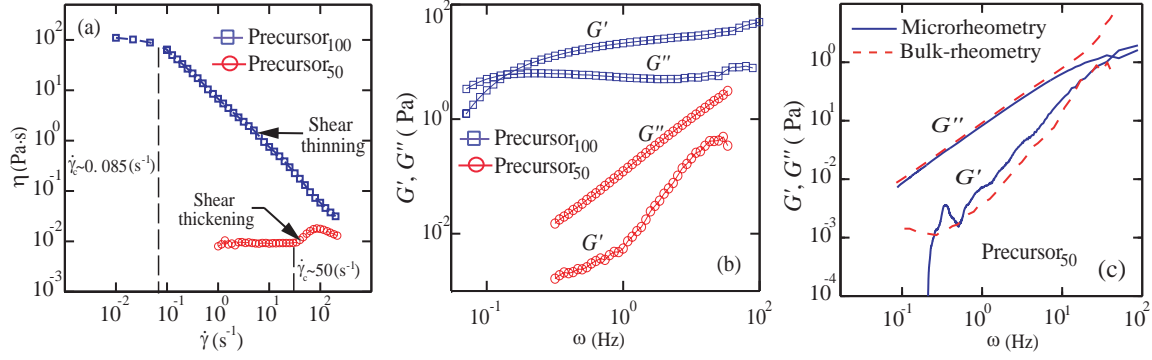 (a)
Precursor100
Precursor50
Shear
thinning
Shear
thickening
γ̇c~0.085(s-1)
γ̇c~50(s-1)
η (Pa·s)
10^2
10^1
10^0
10^-1
10^-2
10^-3
10^-2 10^-1 10^0 10^1 10^2
γ̇ (s-1)
G′
G″
Precursor100
Precursor50
G″
G′
(b)
G′, G″ ( Pa)
10^2
10^0
10^-2
10^-1 10^0 10^2
ω (Hz)
Microrheometry
Bulk-rheometry
G″
G′
Precursor50
(c)
G′, G″ ( Pa)
10^0
10^-1
10^-2
10^-3
10^-4
10^-1 10^0 10^1 10^2
ω (Hz)